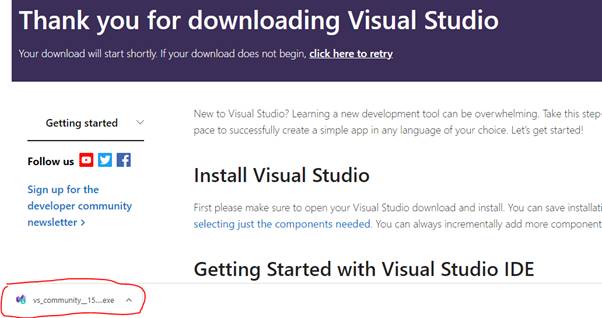 Thank you for downloading Visual Studio
Your download will start shortly. If your download does not begin, click here to retry
Getting started
Follow us
Sign up for the
developer community
newsletter >
New to Visual Studio? Learning a new development tool can be overwhelming. Take this step-
pace to successfully create a simple app in any language of your choice. Let's get started!
Install Visual Studio
First please make sure to open your Visual Studio download and install. You can save installati
selecting just the components needed. You can always incrementally add more component
Getting Started with Visual Studio IDE
vs_community__15....exe